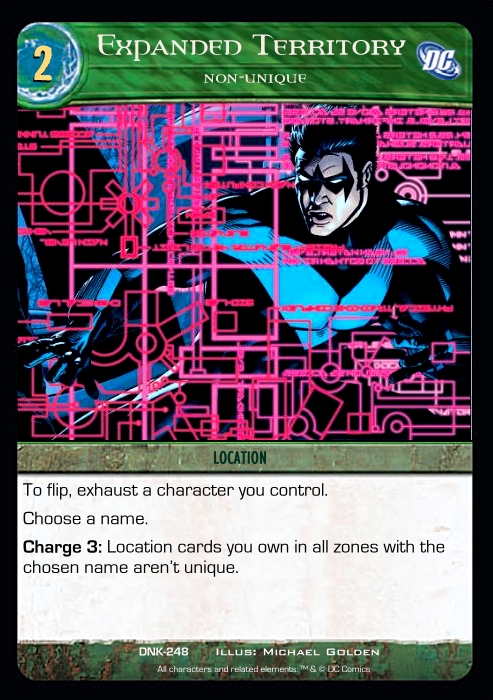 2
EXPANDED TERRITORY
DC
NON-UNIQUE
LOCATION
To flip, exhaust a character you control.
Choose a name.
Charge 3: Location cards you own in all zones with the
chosen name aren't unique.
DNK-248 ILLUS: MICHAEL GOLDEN
All characters and related elements: ™ & © DC Comics